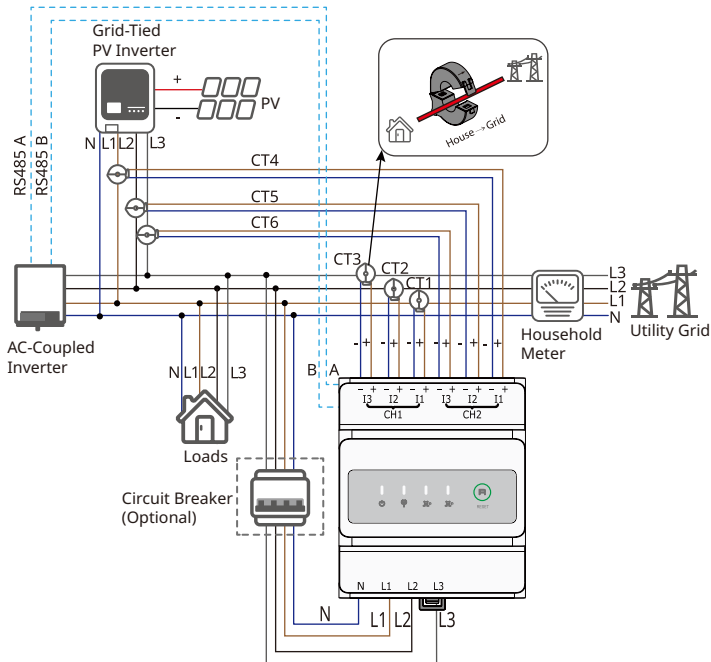 Grid-Tied
PV Inverter
+
-
PV
RS485 A
RS485 B
N L1 L2 L3
House→Grid
CT4
CT5
CT6
CT3
CT2
CT1
L3
L2
L1
N
AC-Coupled
Inverter
Household
Meter
Utility Grid
N L1 L2 L3
Loads
B A
- + - + - + - + - + - +
- + - + - + - + - + - +
I3 I2 I1 I3 I2 I1
CH1 CH2
Circuit Breaker
(Optional)
RESET
N L1 L2 L3
N L1 L2 L3